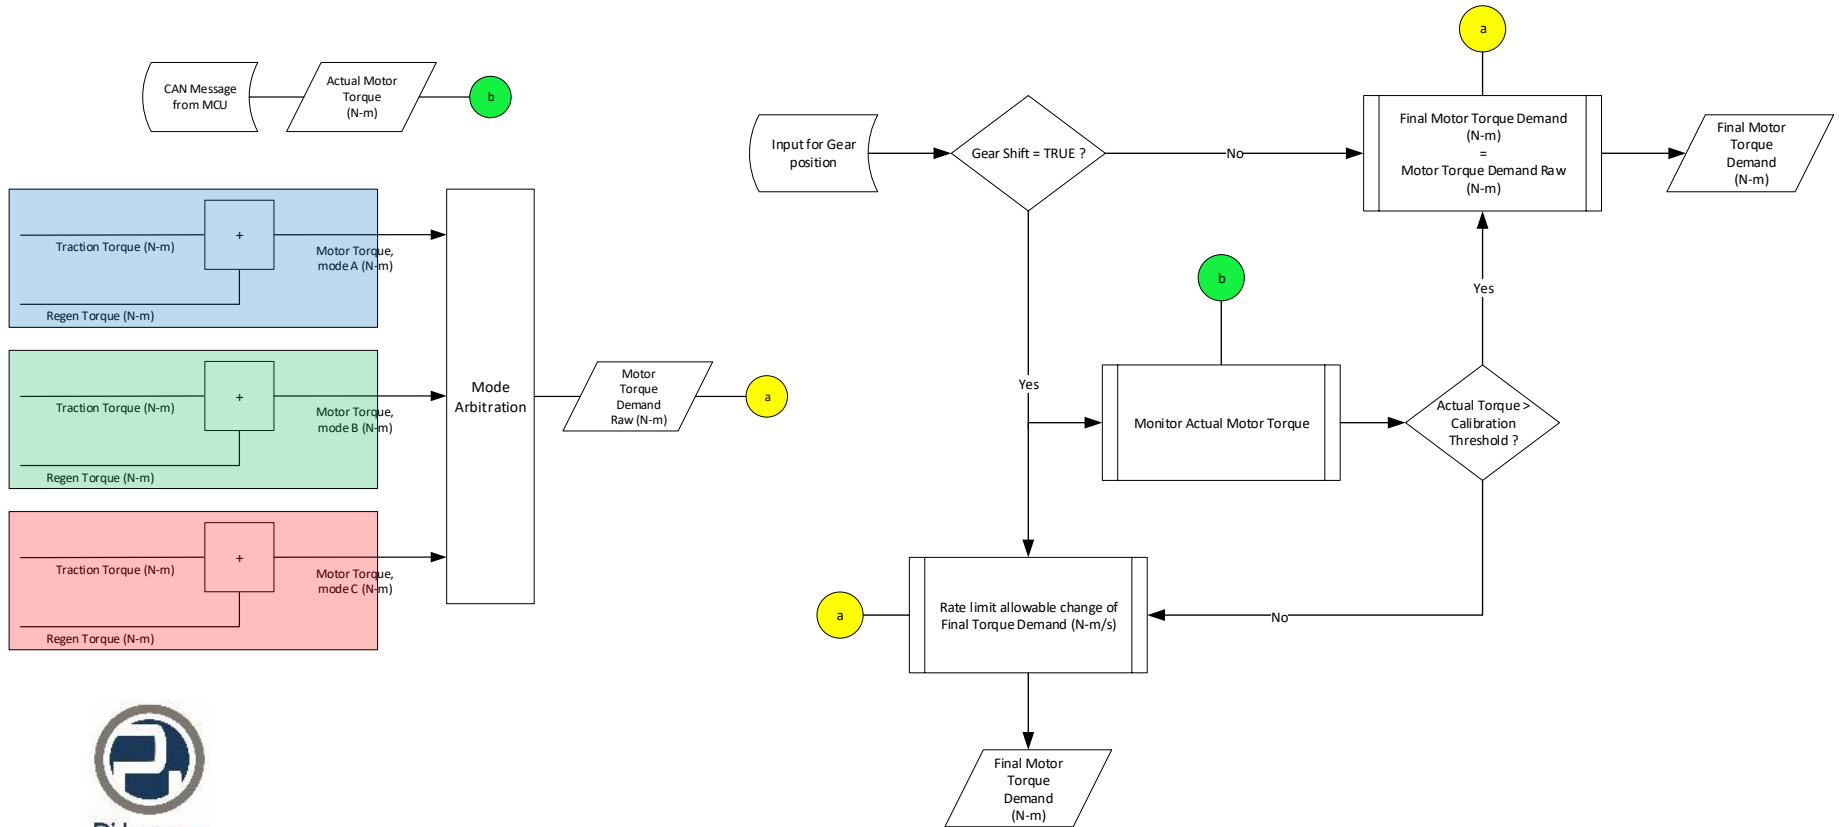 CAN Message
from MCU
Actual Motor
Torque
(N-m)
b
Traction Torque (N-m)
+
Motor Torque,
mode A (N-m)
Regen Torque (N-m)
Traction Torque (N-m)
+
Motor Torque,
mode B (N-m)
Regen Torque (N-m)
Traction Torque (N-m)
+
Motor Torque,
mode C (N-m)
Regen Torque (N-m)
Mode
Arbitration
Motor
Torque
Demand
Raw (N-m)
a
Input for Gear
position
Gear Shift = TRUE ?
No
a
Final Motor Torque Demand
(N-m)
=
Motor Torque Demand Raw
(N-m)
Final Motor
Torque
Demand
(N-m)
Yes
b
Monitor Actual Motor Torque
Actual Torque >
Calibration
Threshold ?
Yes
No
a
Rate limit allowable change of
Final Torque Demand (N-m/s)
Final Motor
Torque
Demand
(N-m)